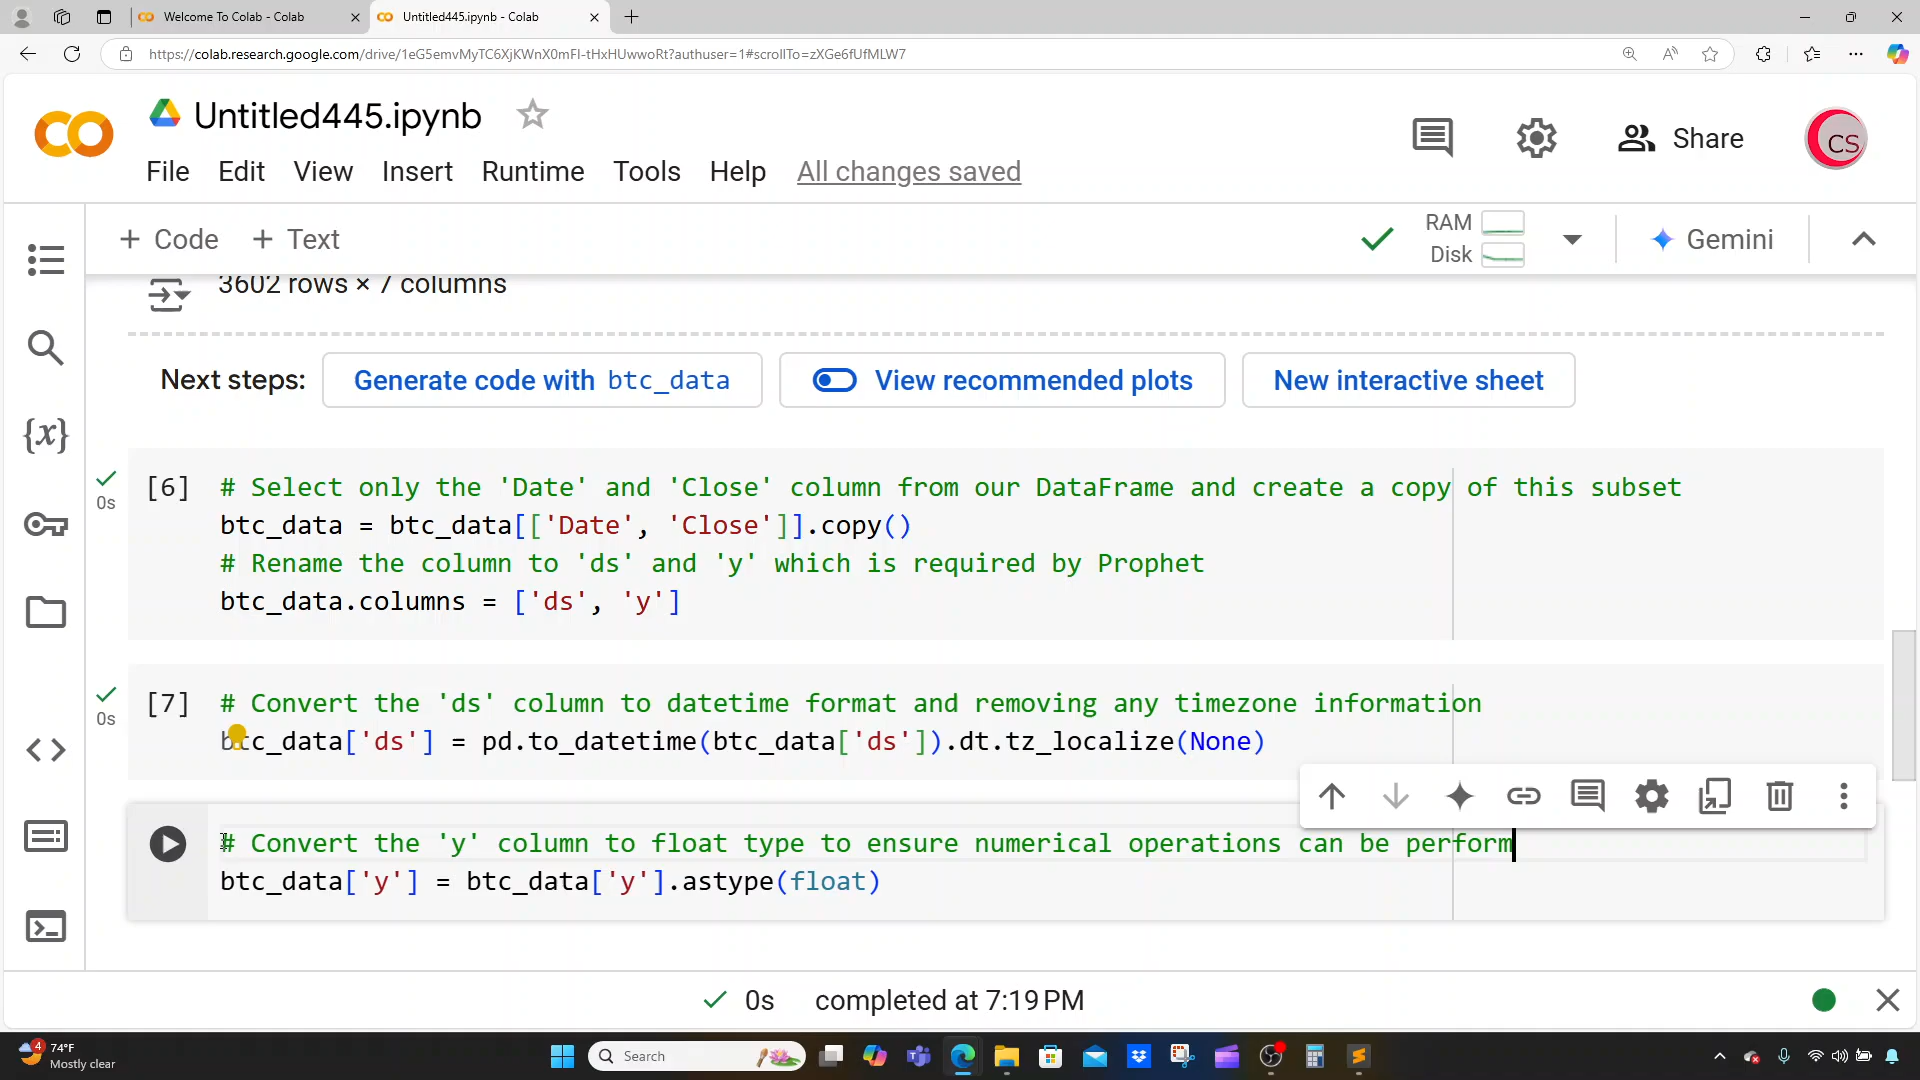 Welcome To Colab - Colab
Untitled445.ipynb - Colab
https://colab.research.google.com/drive/1eG5emvMyTC6XjKWnX0mFI-tHxHUwwoRt?authuser=1#scrollTo=zXGe6fUfMLW7
Untitled445.ipynb
File Edit View Insert Runtime Tools Help All changes saved
Share
CS
+ Code + Text
RAM
Disk
Gemini
3602 rows × 7 columns
Next steps: Generate code with btc_data View recommended plots New interactive sheet
[6] # Select only the 'Date' and 'Close' column from our DataFrame and create a copy of this subset
0s
btc_data = btc_data[['Date', 'Close']].copy()
# Rename the column to 'ds' and 'y' which is required by Prophet
btc_data.columns = ['ds', 'y']
[7] # Convert the 'ds' column to datetime format and removing any timezone information
0s
btc_data['ds'] = pd.to_datetime(btc_data['ds']).dt.tz_localize(None)
# Convert the 'y' column to float type to ensure numerical operations can be perform
btc_data['y'] = btc_data['y'].astype(float)
0s completed at 7:19 PM
4
74°F
Mostly clear
Search